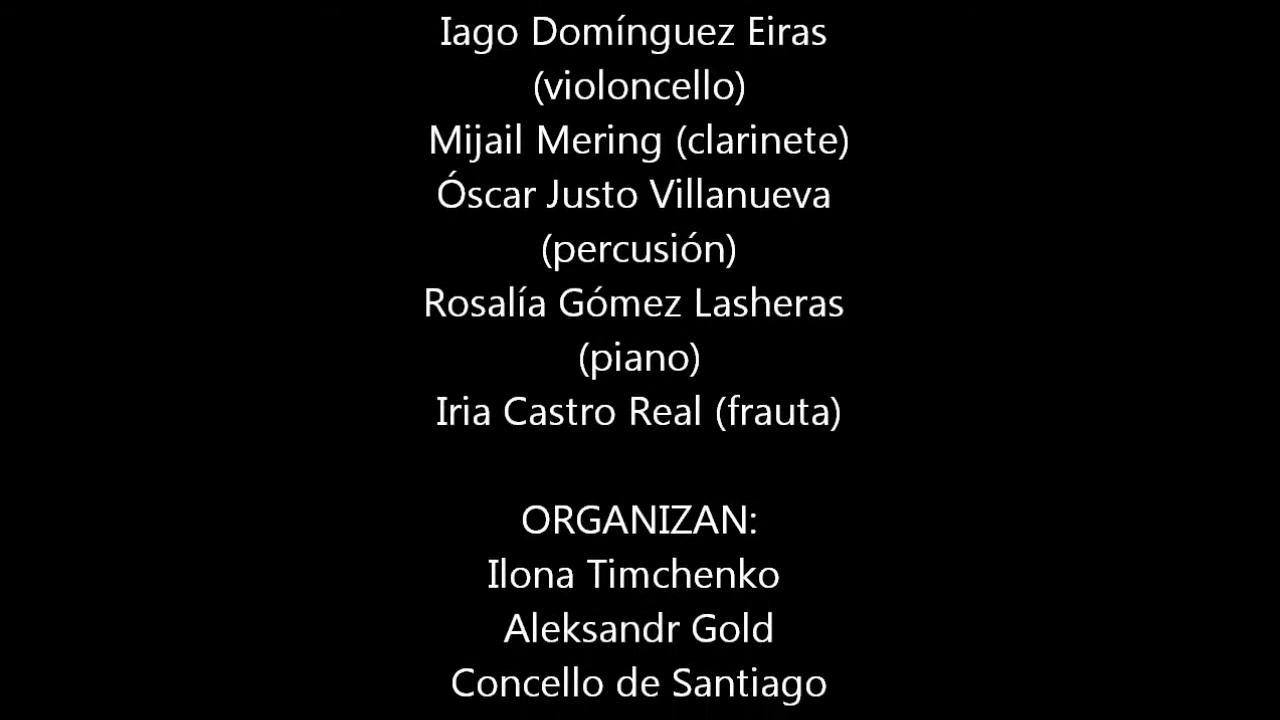 Iago Domínguez Eiras
(violoncello)
Mijail Mering (clarinete)
Óscar Justo Villanueva
(percusión)
Rosalía Gómez Lasheras
(piano)
Iria Castro Real (frauta)
ORGANIZAN:
Ilona Timchenko
Aleksandr Gold
Concello de Santiago